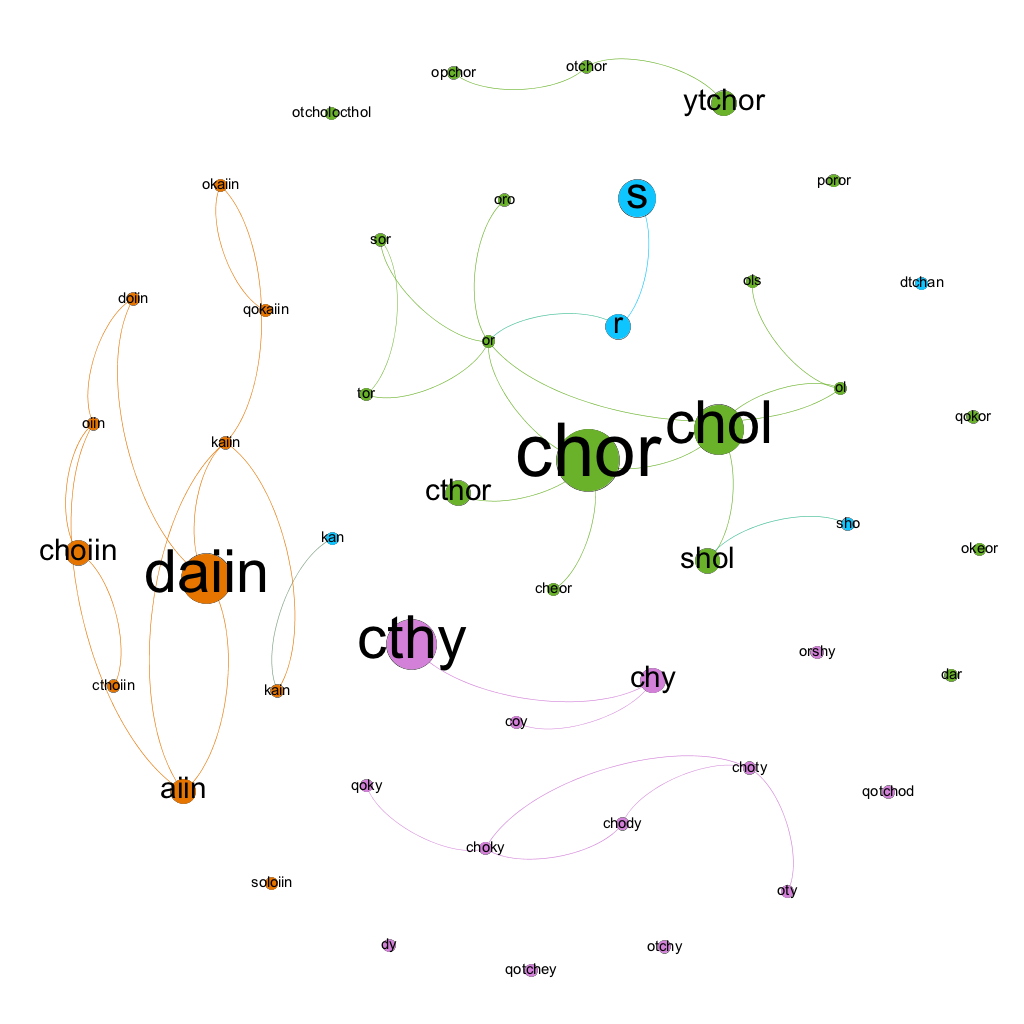 otchor
opchor
ytchor
otcholocthol
poror
okaiin
s
oro
sor
ols
dtchan
doiin
qokaiin
r
or
ol
tor
qokor
oiin
chol
kaiin
chor
cthor
sho
kan
choiin
okeor
shol
daiin
cheor
cthy
orshy
dar
chy
cthoiin
kain
coy
choty
qoky
aiin
qotchod
chody
choky
soloiin
oty
dy
otchy
qotchey